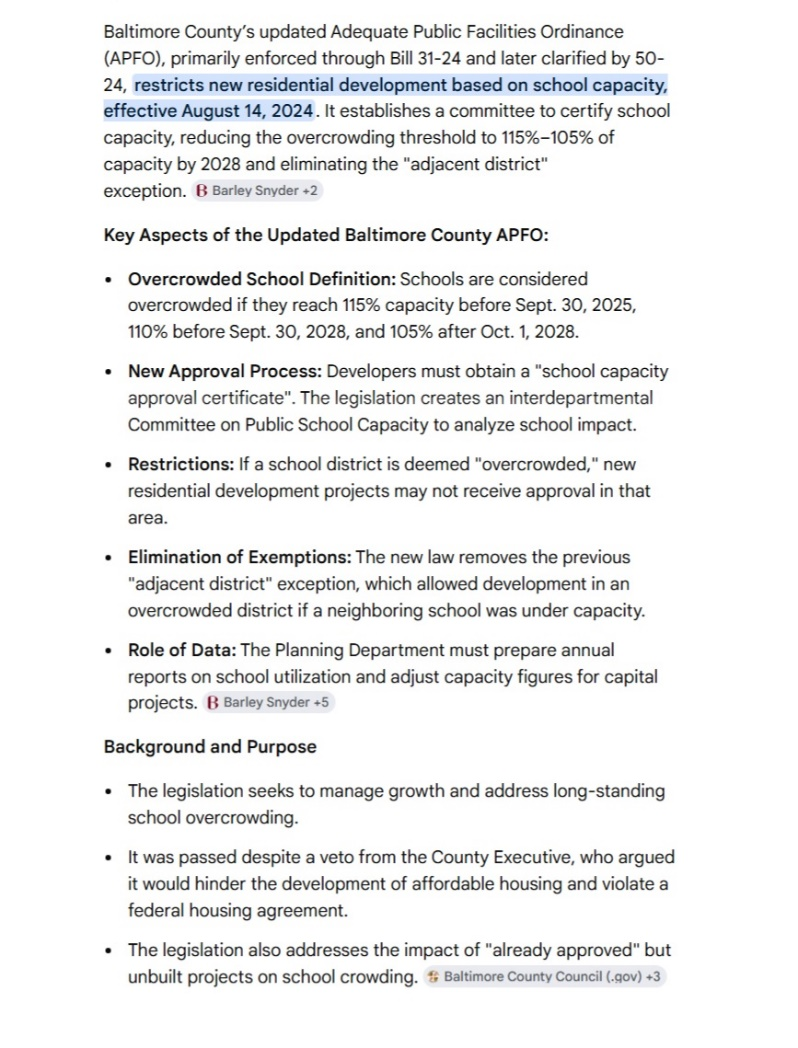 Baltimore County’s updated Adequate Public Facilities Ordinance
(APFO), primarily enforced through Bill 31-24 and later clarified by 50-
24, restricts new residential development based on school capacity,
effective August 14, 2024. It establishes a committee to certify school
capacity, reducing the overcrowding threshold to 115%–105% of
capacity by 2028 and eliminating the "adjacent district"
exception. B Barley Snyder +2
Key Aspects of the Updated Baltimore County APFO:
• Overcrowded School Definition: Schools are considered
overcrowded if they reach 115% capacity before Sept. 30, 2025,
110% before Sept. 30, 2028, and 105% after Oct. 1, 2028.
• New Approval Process: Developers must obtain a "school capacity
approval certificate". The legislation creates an interdepartmental
Committee on Public School Capacity to analyze school impact.
• Restrictions: If a school district is deemed "overcrowded," new
residential development projects may not receive approval in that
area.
• Elimination of Exemptions: The new law removes the previous
"adjacent district" exception, which allowed development in an
overcrowded district if a neighboring school was under capacity.
• Role of Data: The Planning Department must prepare annual
reports on school utilization and adjust capacity figures for capital
projects. B Barley Snyder +5
Background and Purpose
• The legislation seeks to manage growth and address long-standing
school overcrowding.
• It was passed despite a veto from the County Executive, who argued
it would hinder the development of affordable housing and violate a
federal housing agreement.
• The legislation also addresses the impact of "already approved" but
unbuilt projects on school crowding. Baltimore County Council (.gov) +3